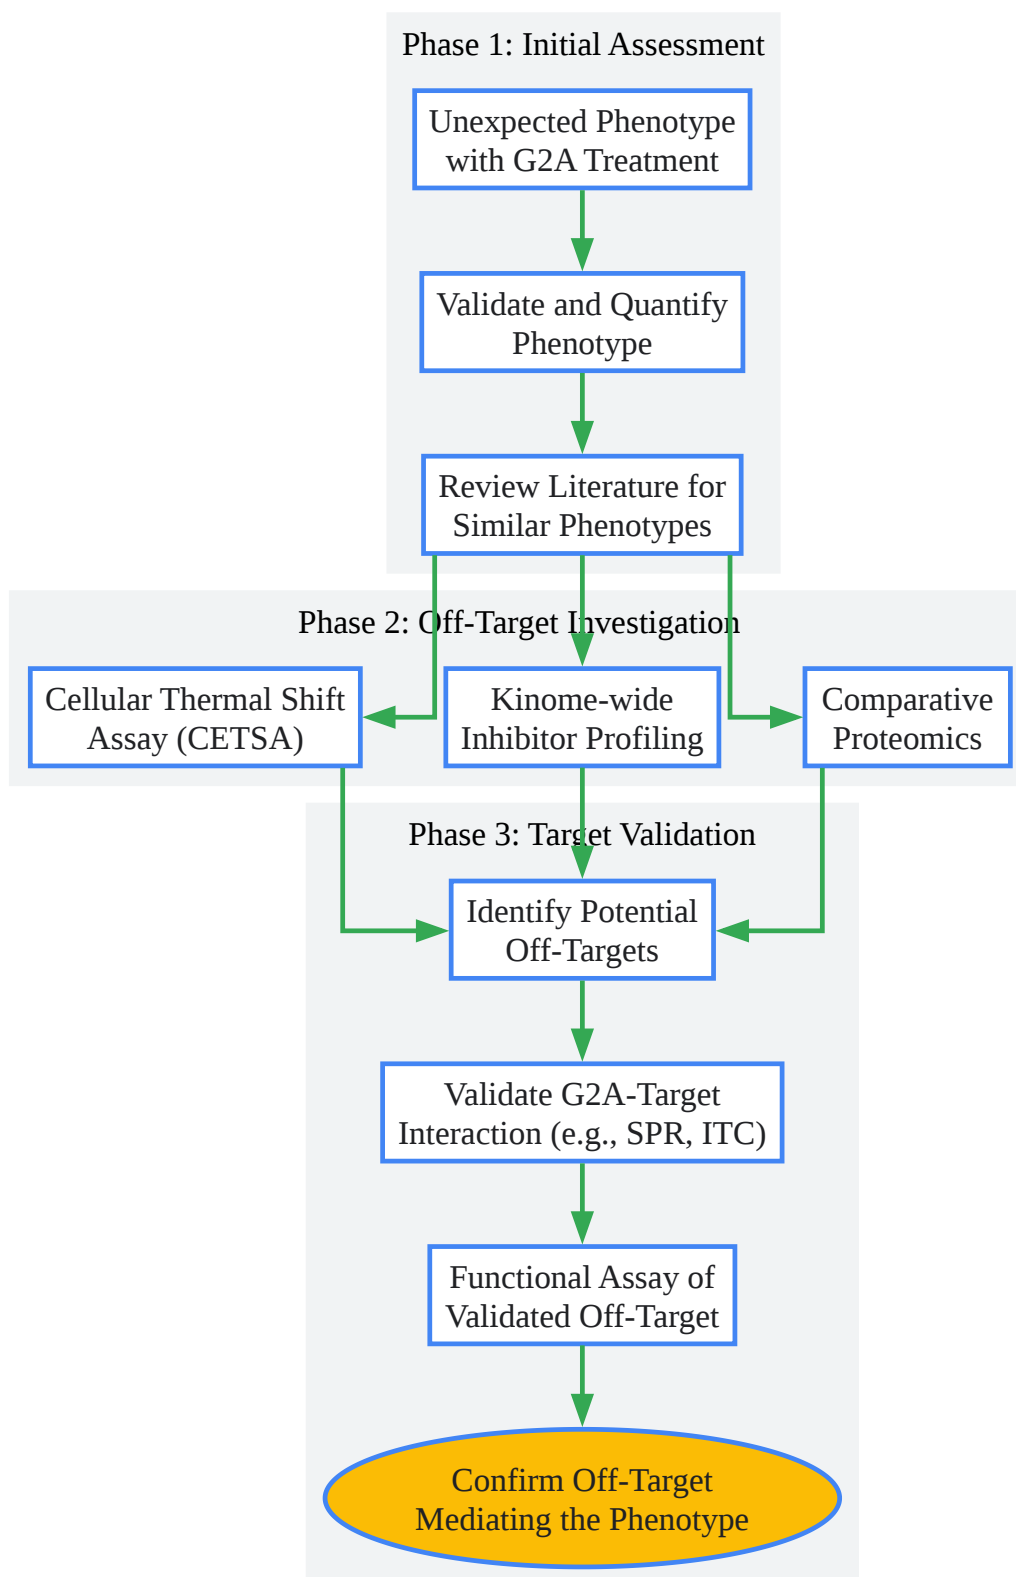 Phase 1: Initial Assessment
Unexpected Phenotype
with G2A Treatment
Validate and Quantify
Phenotype
Review Literature for
Similar Phenotypes
Phase 2: Off-Target Investigation
Cellular Thermal Shift
Assay (CETSA)
Kinome-wide
Inhibitor Profiling
Comparative
Proteomics
Phase 3: Target Validation
Identify Potential
Off-Targets
Validate G2A-Target
Interaction (e.g., SPR, ITC)
Functional Assay of
Validated Off-Target
Confirm Off-Target
Mediating the Phenotype